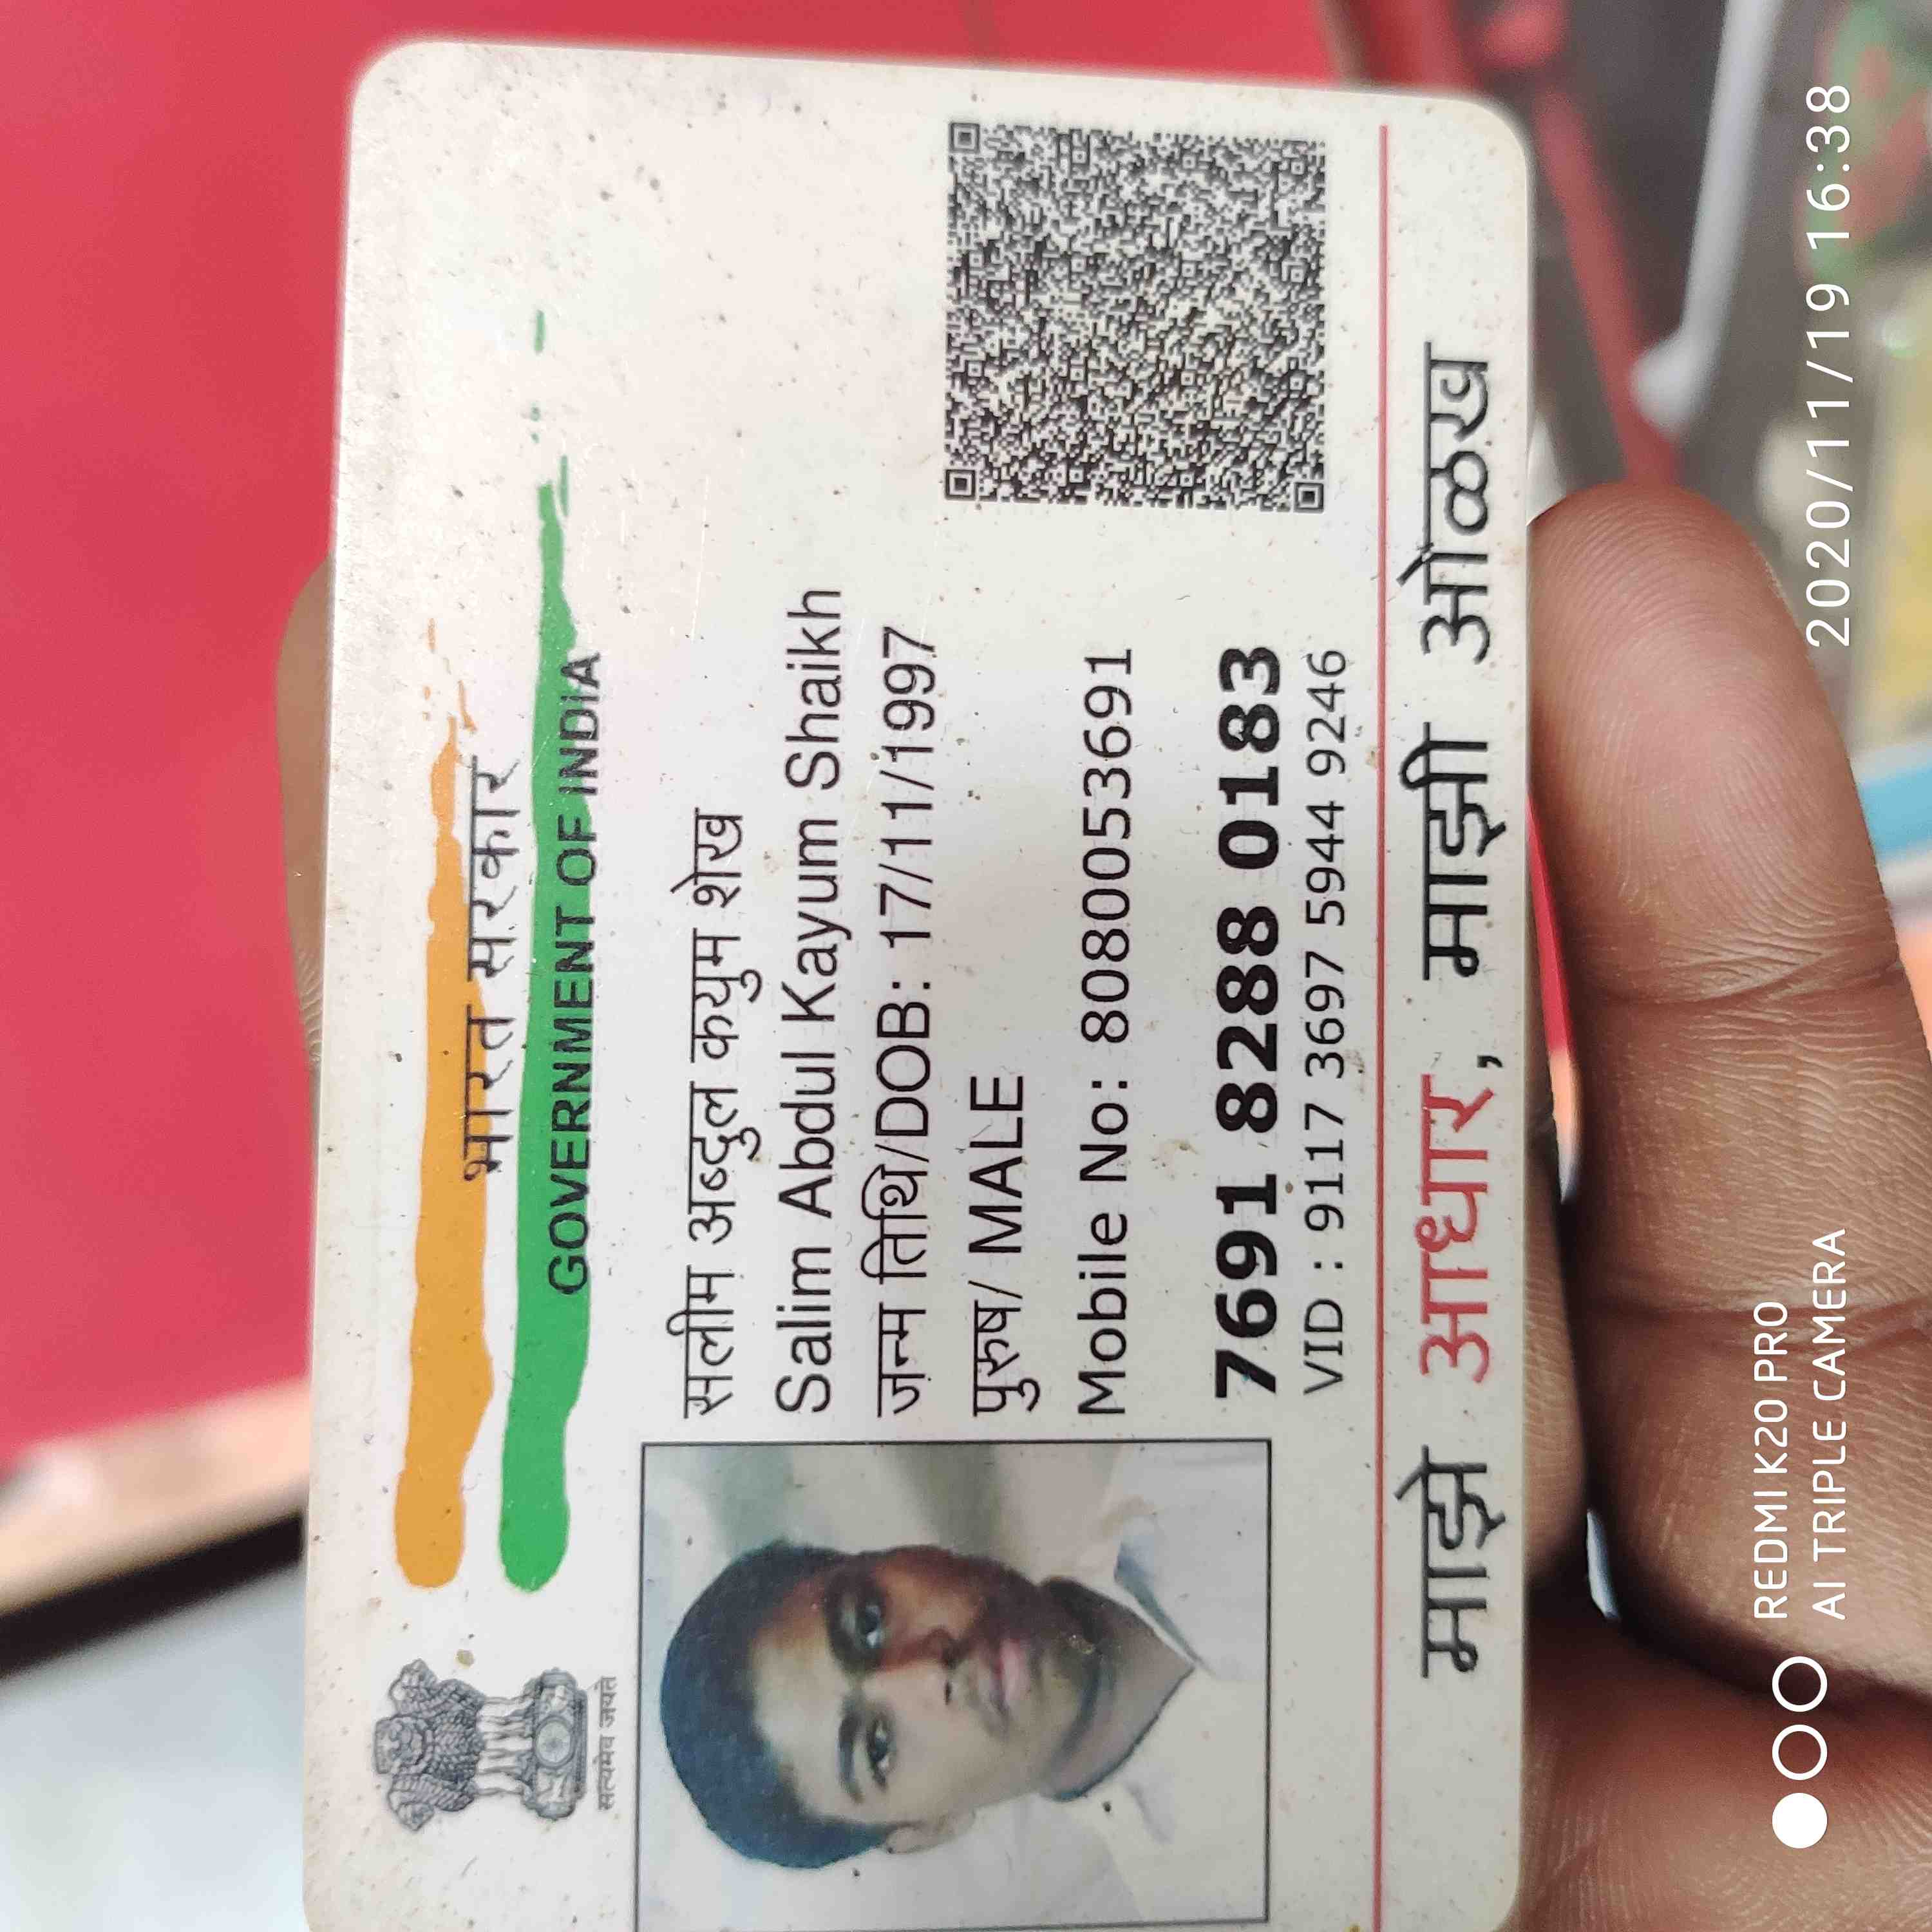 सत्यमेव जयते
भारत सरकार
GOVERNMENT OF INDIA
सलीम अब्दुल कयुम शेख
Salim Abdul Kayum Shaikh
जन्म तिथि/DOB: 17/11/1997
पुरुष/ MALE
Mobile No: 8080053691
7691 8288 0183
VID : 9117 3697 5944 9246
माझे आधार, माझी ओळख
REDMI K20 PRO
AI TRIPLE CAMERA
2020/11/19 16:38